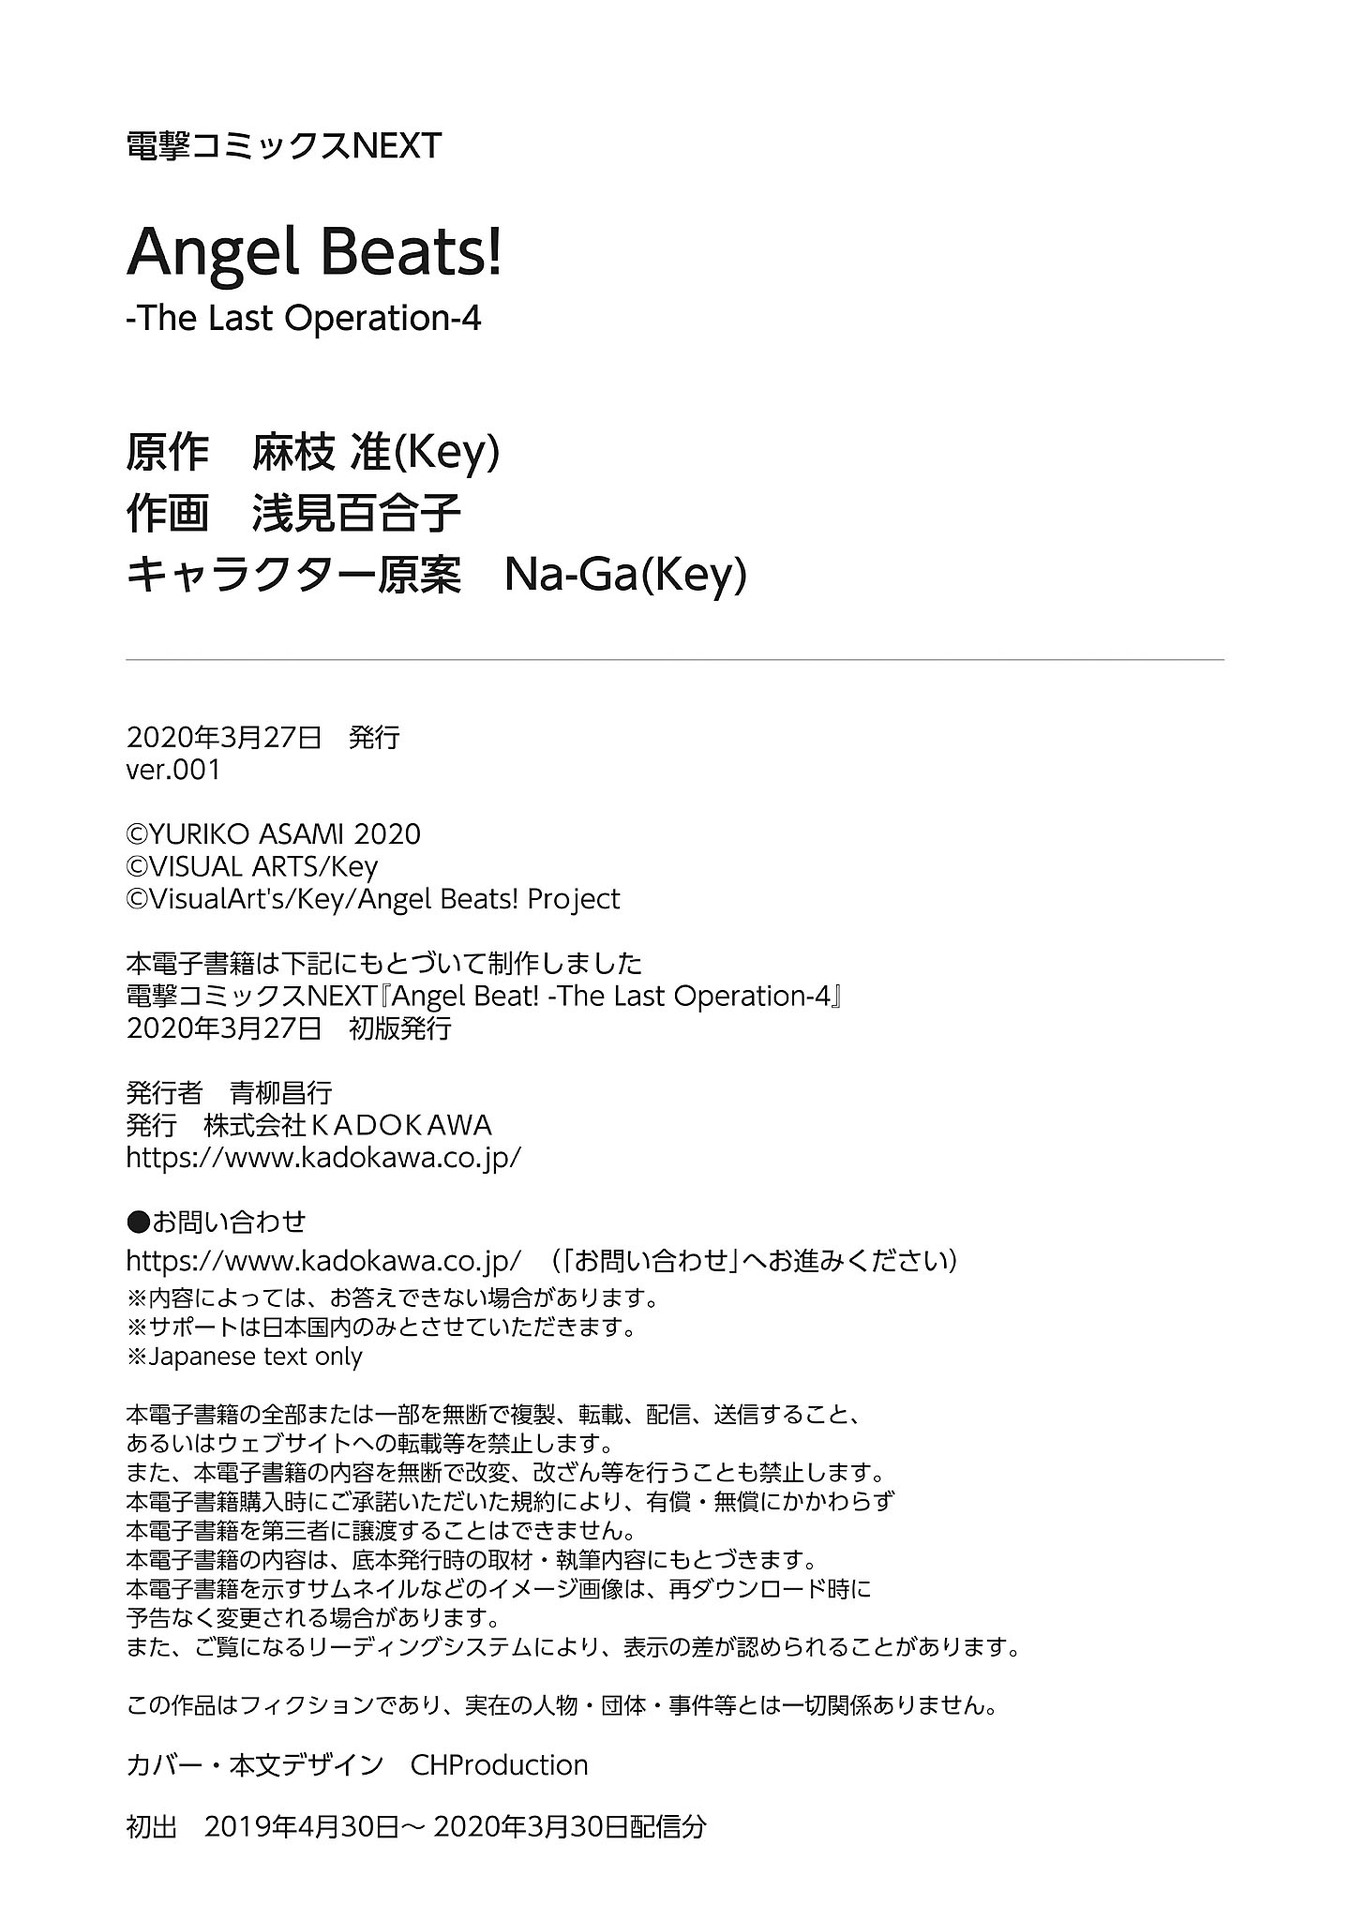 電撃コミックスNEXT
Angel Beats!
-The Last Operation-4
原作　麻枝 准(Key)
作画　浅見百合子
キャラクター原案　Na-Ga(Key)
2020年3月27日　発行
ver.001
©YURIKO ASAMI 2020
©VISUAL ARTS/Key
©VisualArt's/Key/Angel Beats! Project
本電子書籍は下記にもとづいて制作しました
電撃コミックスNEXT『Angel Beat! -The Last Operation-4』
2020年3月27日　初版発行
発行者　青柳昌行
発行　株式会社ＫＡＤＯＫＡＷＡ
https://www.kadokawa.co.jp/
●お問い合わせ
https://www.kadokawa.co.jp/　（「お問い合わせ」へお進みください）
※内容によっては、お答えできない場合があります。
※サポートは日本国内のみとさせていただきます。
※Japanese text only
本電子書籍の全部または一部を無断で複製、転載、配信、送信すること、
あるいはウェブサイトへの転載等を禁止します。
また、本電子書籍の内容を無断で改変、改ざん等を行うことも禁止します。
本電子書籍購入時にご承諾いただいた規約により、有償・無償にかかわらず
本電子書籍を第三者に譲渡することはできません。
本電子書籍の内容は、底本発行時の取材・執筆内容にもとづきます。
本電子書籍を示すサムネイルなどのイメージ画像は、再ダウンロード時に
予告なく変更される場合があります。
また、ご覧になるリーディングシステムにより、表示の差が認められることがあります。
この作品はフィクションであり、実在の人物・団体・事件等とは一切関係ありません。
カバー・本文デザイン　CHProduction
初出　2019年4月30日～ 2020年3月30日配信分